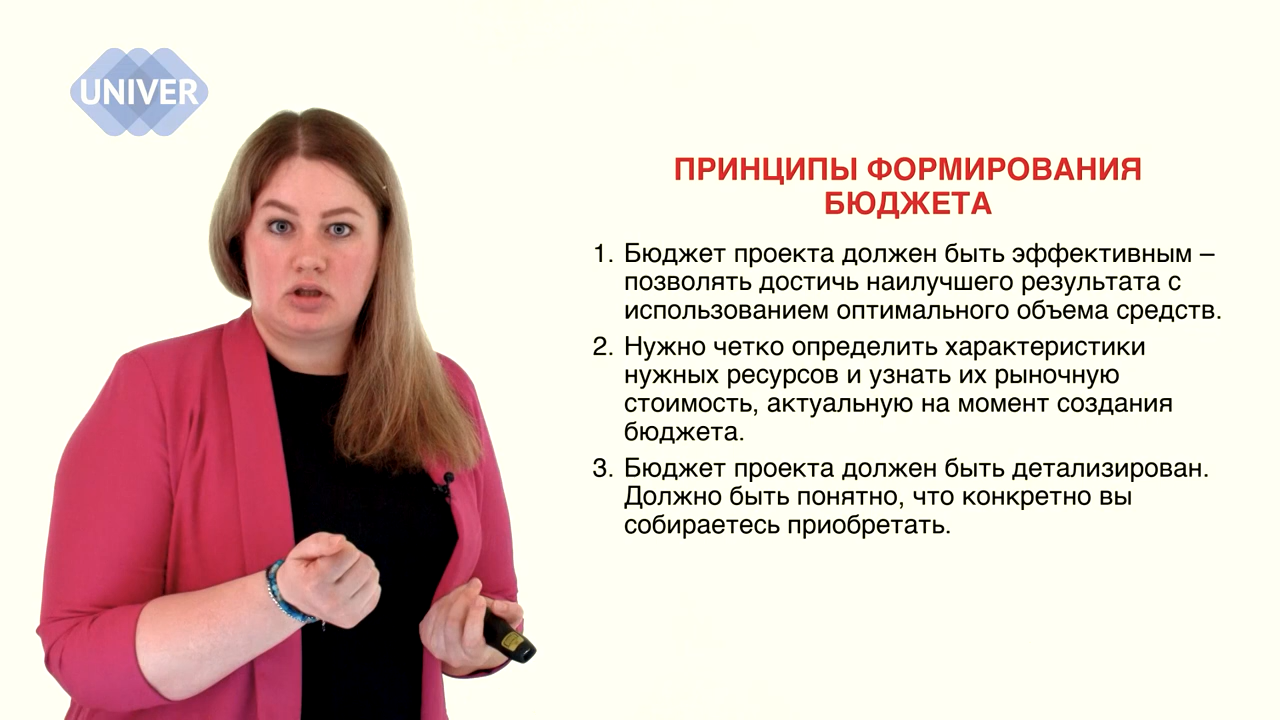 UNIVER
ПРИНЦИПЫ ФОРМИРОВАНИЯ
БЮДЖЕТА
1. Бюджет проекта должен быть эффективным –
позволять достичь наилучшего результата с
использованием оптимального объема средств.
2. Нужно четко определить характеристики
нужных ресурсов и узнать их рыночную
стоимость, актуальную на момент создания
бюджета.
3. Бюджет проекта должен быть детализирован.
Должно быть понятно, что конкретно вы
собираетесь приобретать.